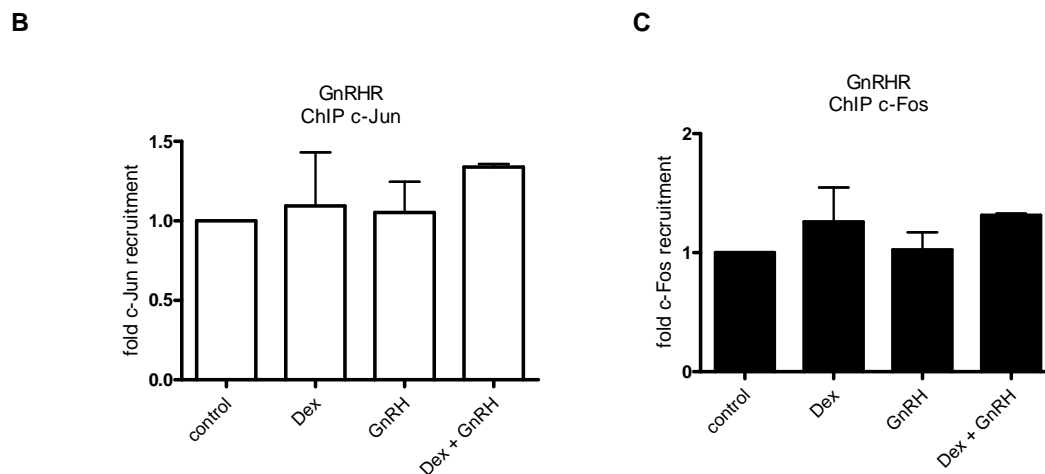 B
GnRHR
ChIP c-Jun
fold c-Jun recruitment
1.5
1.0
0.5
0.0
control
Dex
GnRH
Dex + GnRH
C
GnRHR
ChIP c-Fos
fold c-Fos recruitment
2
1
0
control
Dex
GnRH
Dex + GnRH